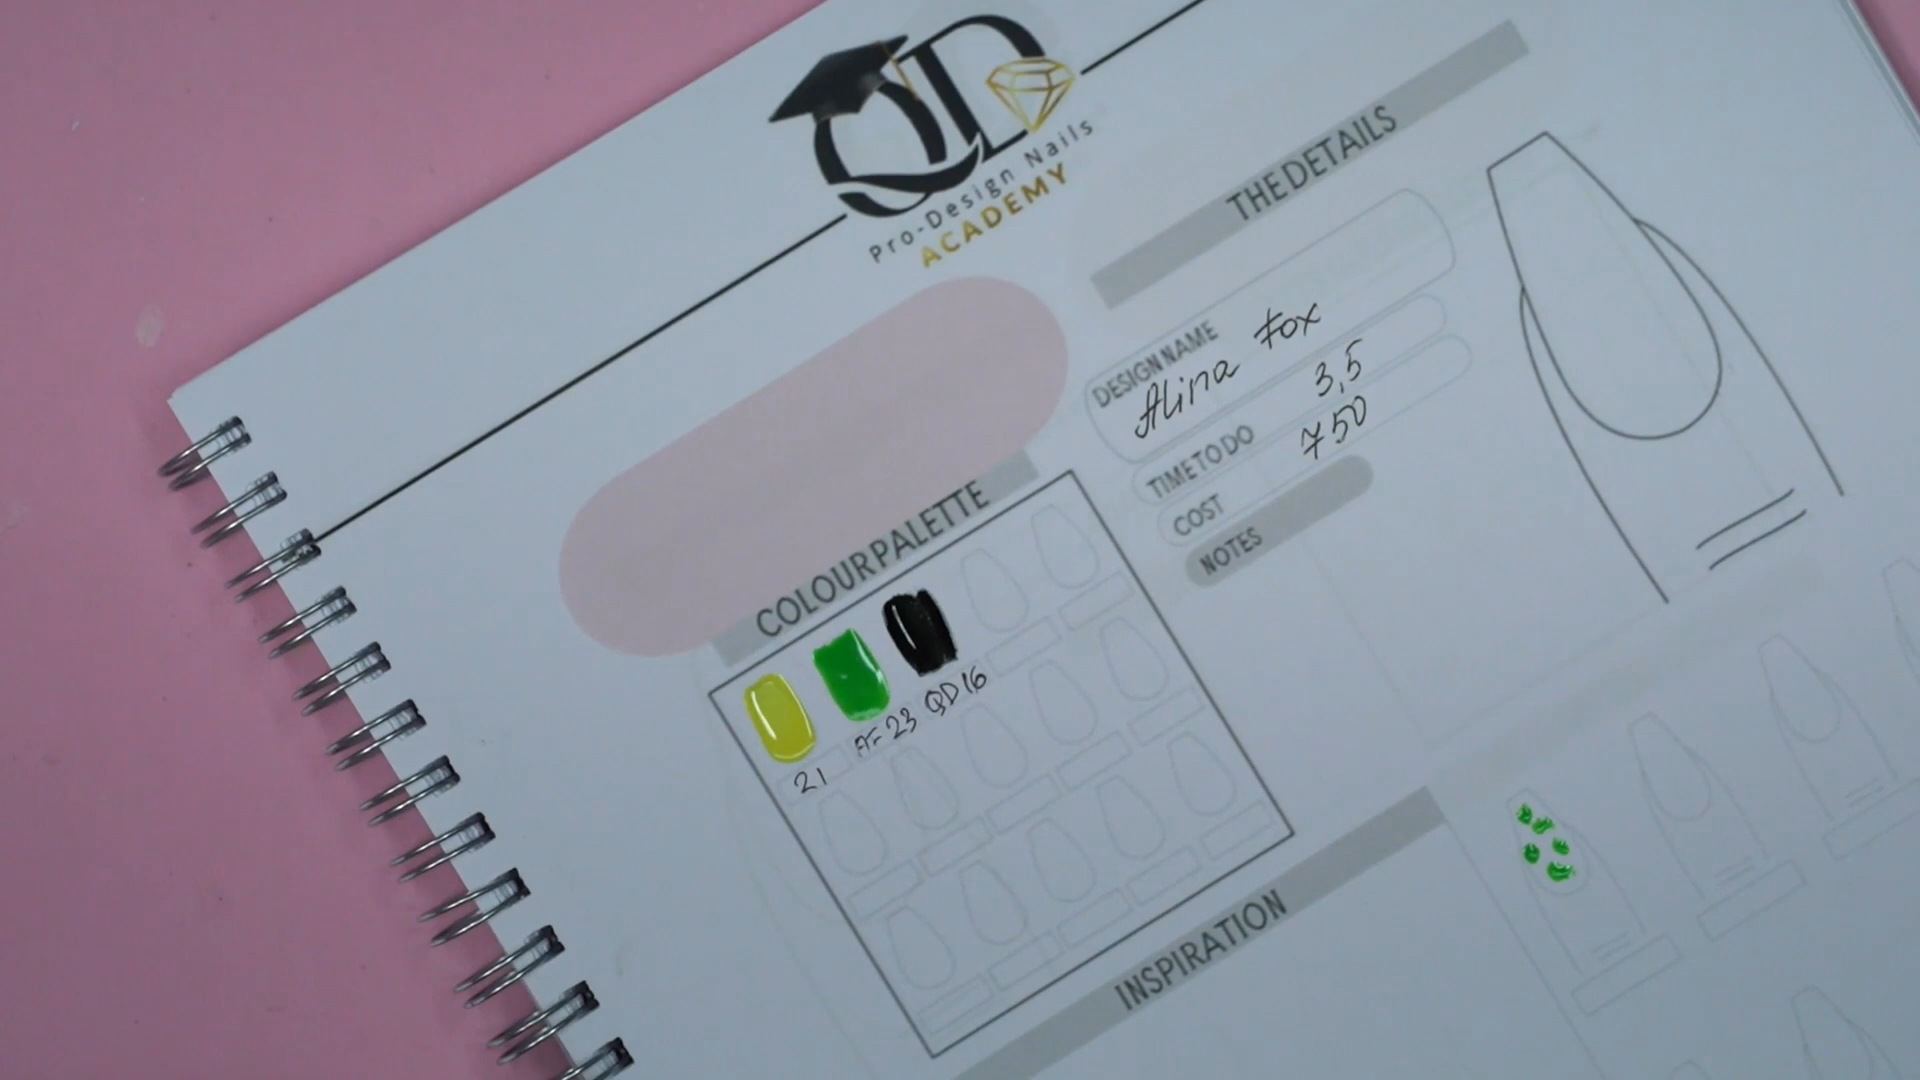 QD
Pro-Design Nails
ACADEMY
THE DETAILS
DESIGN NAME
Alina Fox
TIME TO DO 3,5
COST 750
NOTES
COLOUR PALETTE
21 A-23 QD16
INSPIRATION